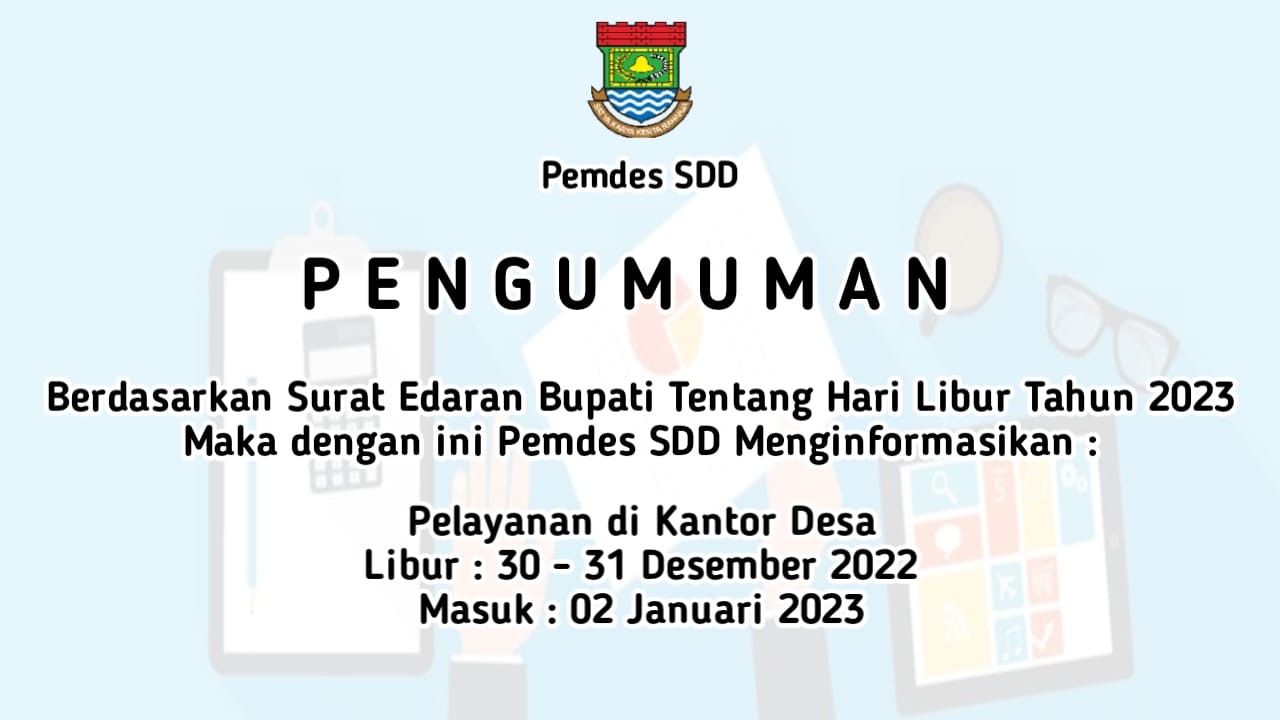 Pemdes SDD
PENGUMUMAN
Berdasarkan Surat Edaran Bupati Tentang Hari Libur Tahun 2023
Maka dengan ini Pemdes SDD Menginformasikan :
Pelayanan di Kantor Desa
Libur : 30 - 31 Desember 2022
Masuk : 02 Januari 2023